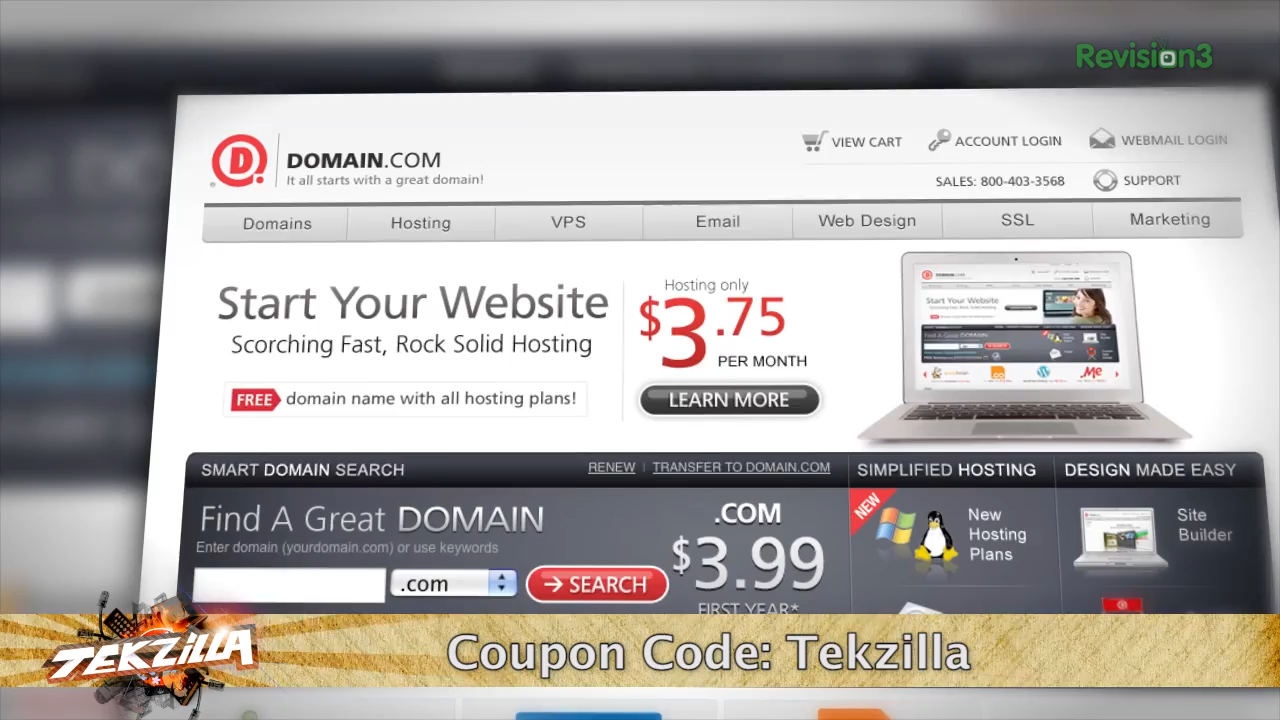 Revision3
D
DOMAIN.COM
It all starts with a great domain!
VIEW CART
ACCOUNT LOGIN
WEBMAIL LOGIN
SALES: 800-403-3568
SUPPORT
Domains
Hosting
VPS
Email
Web Design
SSL
Marketing
Start Your Website
Scorching Fast, Rock Solid Hosting
FREE domain name with all hosting plans!
Hosting only
$3.75
PER MONTH
LEARN MORE
Start Your Website
SMART DOMAIN SEARCH
RENEW | TRANSFER TO DOMAIN.COM
Find A Great DOMAIN
Enter domain (yourdomain.com) or use keywords
.com
SEARCH
.COM
$3.99
FIRST YEAR*
SIMPLIFIED HOSTING
NEW
New
Hosting
Plans
DESIGN MADE EASY
Site
Builder
TEKZILLA
Coupon Code: Tekzilla